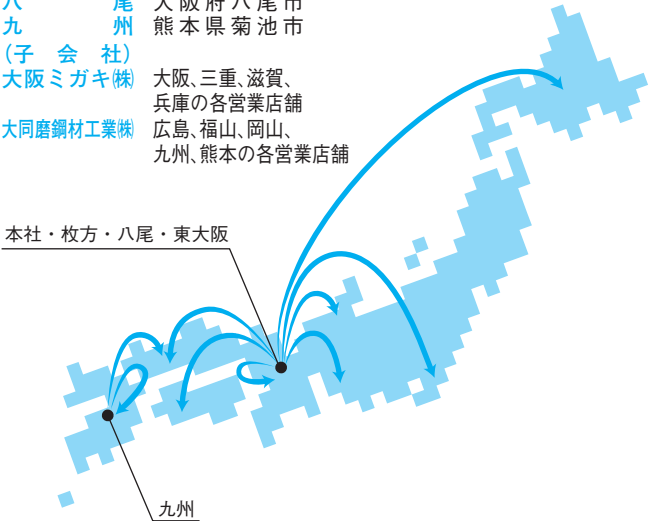 八尾 大阪府八尾市
九州 熊本県菊池市
(子会社)
大阪ミガキ㈱ 大阪、三重、滋賀、
兵庫の各営業店舗
大同磨鋼材工業㈱ 広島、福山、岡山、
九州、熊本の各営業店舗
本社・枚方・八尾・東大阪
九州